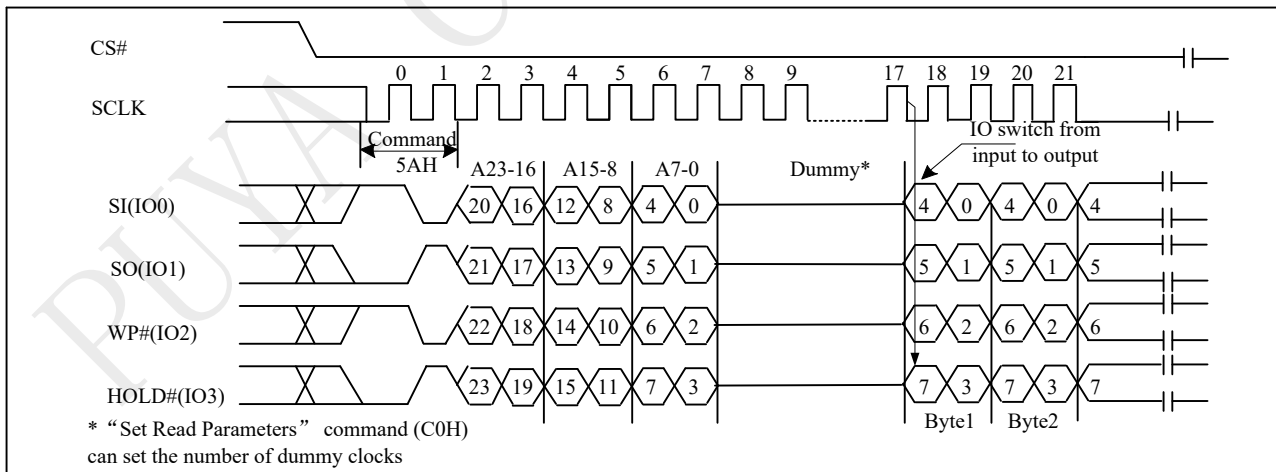 CS#
0 1 2 3 4 5 6 7 8 9 17 18 19 20 21
SCLK
Command
5AH
IO switch from
input to output
A23-16 A15-8 A7-0 Dummy*
SI(IO0) 20 16 12 8 4 0 4 0 4 0 4
SO(IO1) 21 17 13 9 5 1 5 1 5 1 5
WP#(IO2) 22 18 14 10 6 2 6 2 6 2 6
HOLD#(IO3) 23 19 15 11 7 3 7 3 7 3 7
Byte1 Byte2
* “Set Read Parameters” command (C0H)
can set the number of dummy clocks
PUYA